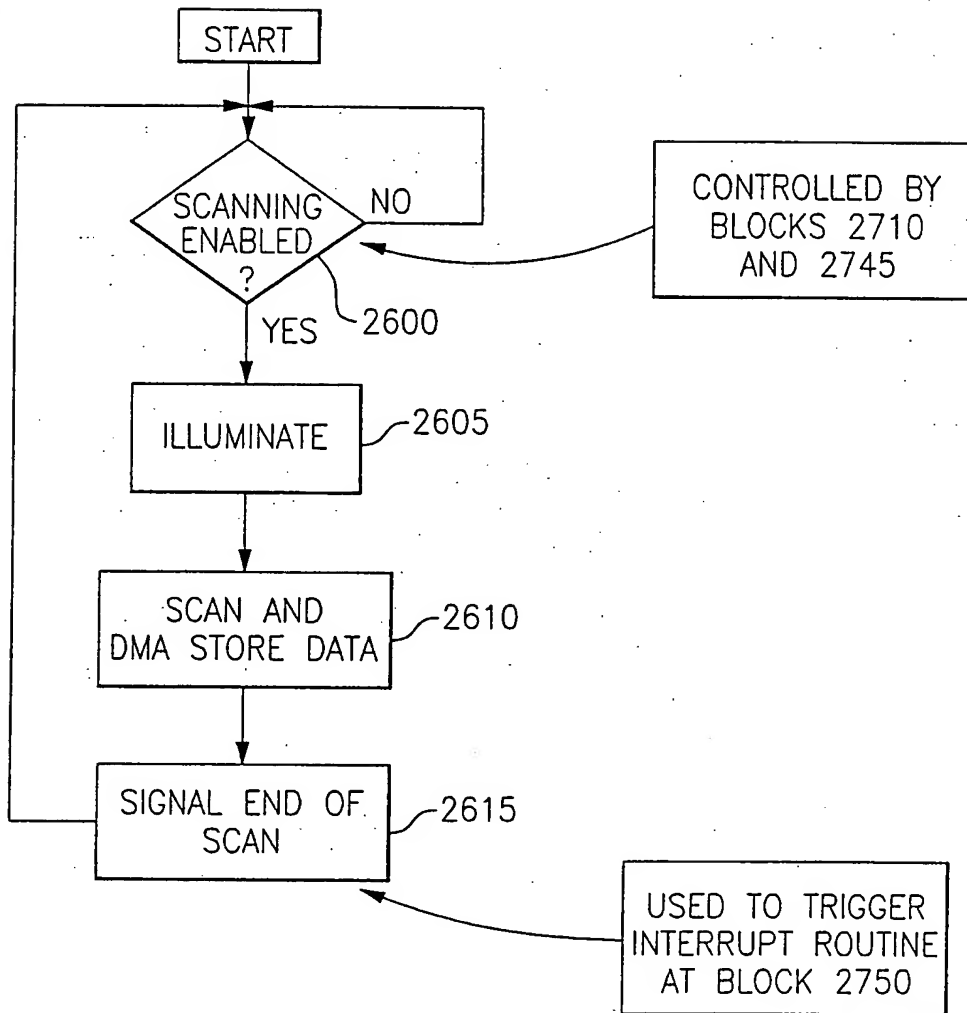 START
SCANNING
ENABLED
?
NO
CONTROLLED BY
BLOCKS 2710
AND 2745
YES
2600
ILLUMINATE
2605
SCAN AND
DMA STORE DATA
2610
SIGNAL END OF
SCAN
2615
USED TO TRIGGER
INTERRUPT ROUTINE
AT BLOCK 2750